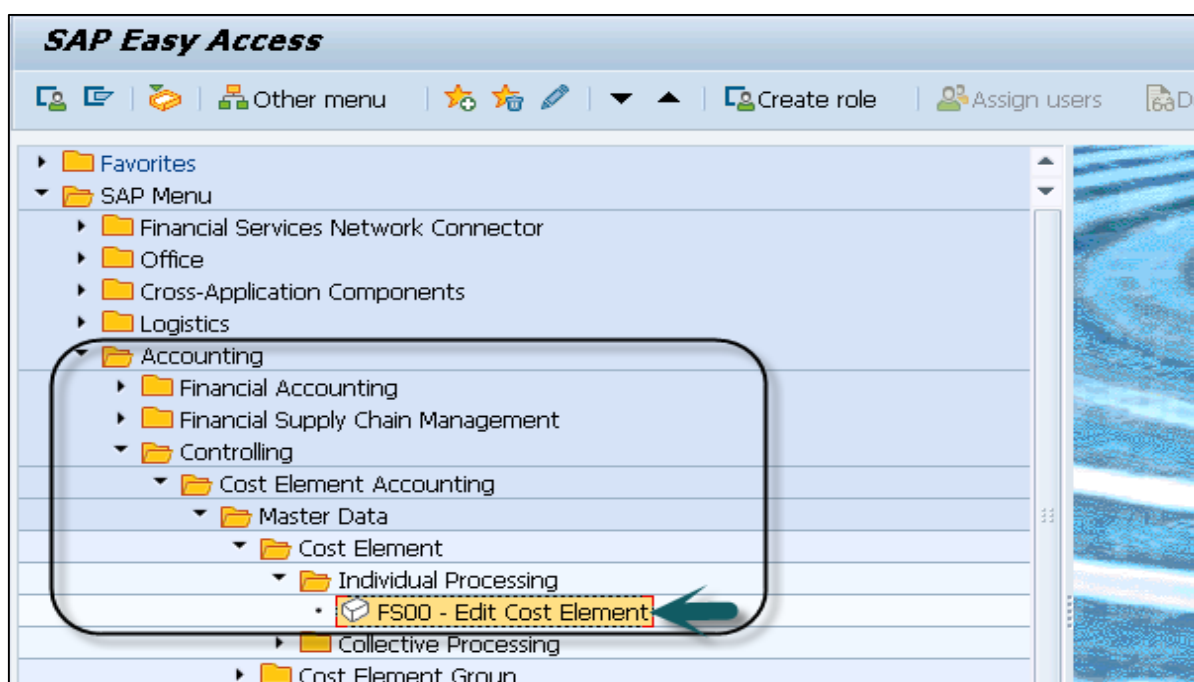 SAP Easy Access
Other menu Create role Assign users D
Favorites
SAP Menu
Financial Services Network Connector
Office
Cross-Application Components
Logistics
Accounting
Financial Accounting
Financial Supply Chain Management
Controlling
Cost Element Accounting
Master Data
Cost Element
Individual Processing
FS00 - Edit Cost Element
Collective Processing
Cost Element Group